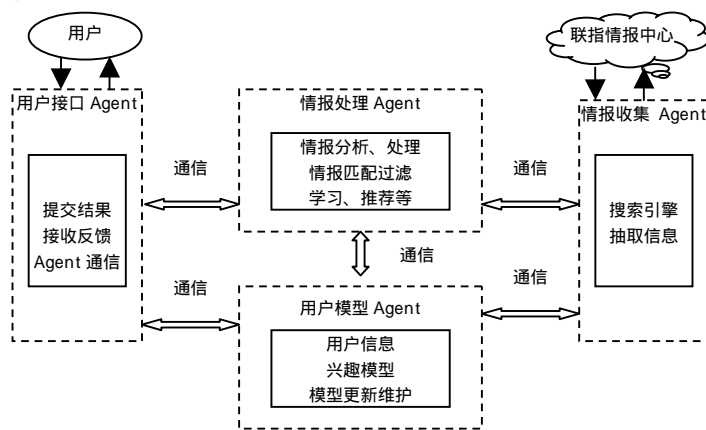 用户
联指情报中心
用户接口 Agent
提交结果
接收反馈
Agent 通信
通信
通信
情报处理 Agent
情报分析、处理
情报匹配过滤
学习、推荐等
通信
用户模型 Agent
用户信息
兴趣模型
模型更新维护
通信
通信
情报收集 Agent
搜索引擎
抽取信息